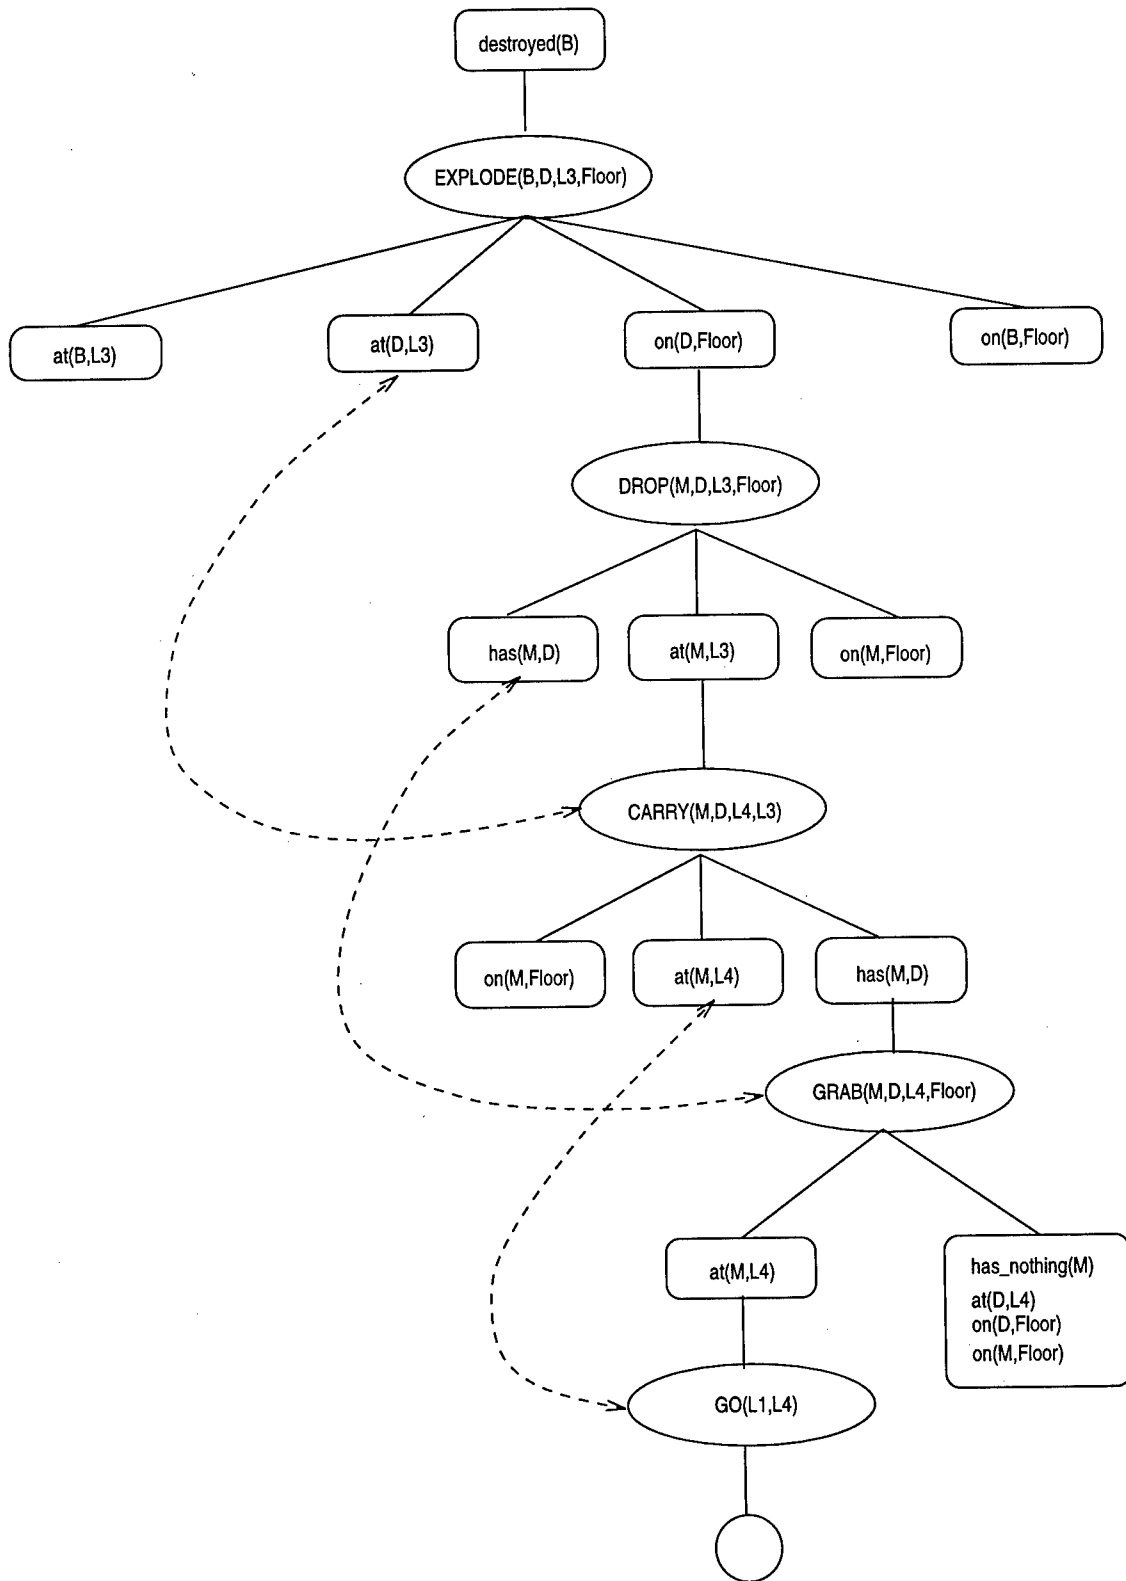 destroyed(B)
EXPLODE(B,D,L3,Floor)
at(B,L3)
at(D,L3)
on(D,Floor)
on(B,Floor)
DROP(M,D,L3,Floor)
has(M,D)
at(M,L3)
on(M,Floor)
CARRY(M,D,L4,L3)
on(M,Floor)
at(M,L4)
has(M,D)
GRAB(M,D,L4,Floor)
at(M,L4)
has_nothing(M)
at(D,L4)
on(D,Floor)
on(M,Floor)
GO(L1,L4)